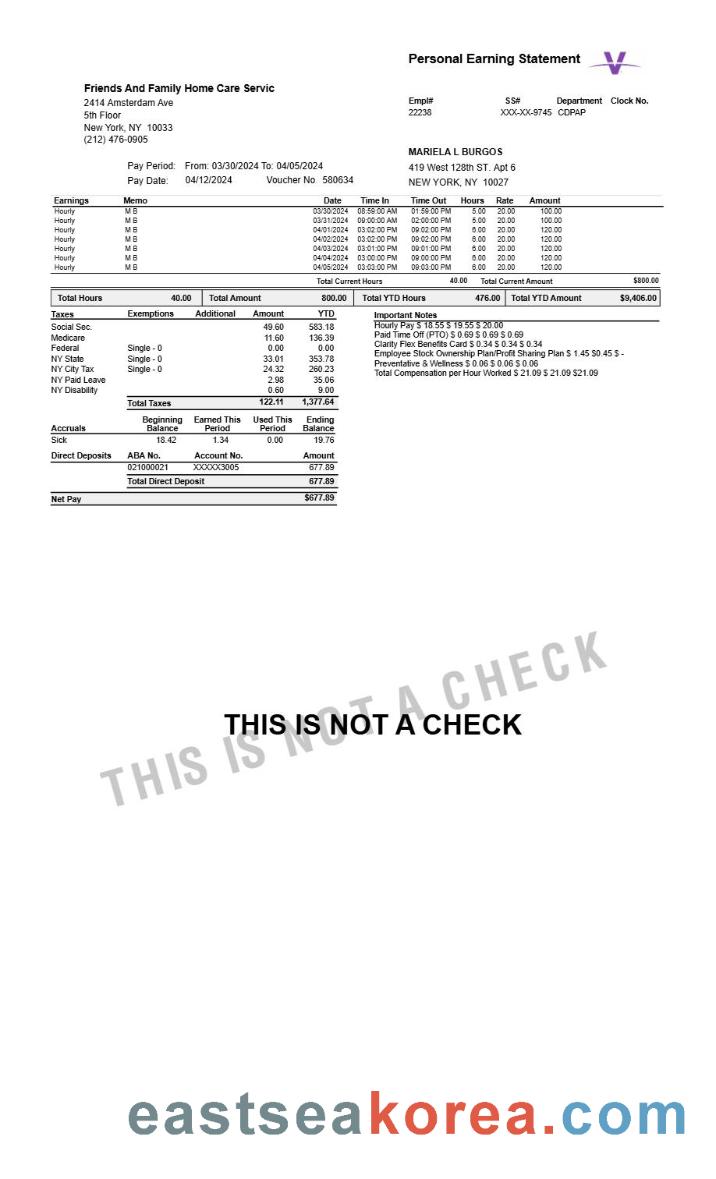 Personal Earning Statement
Friends And Family Home Care Servic
2414 Amsterdam Ave
5th Floor
New York, NY 10033
(212) 476-0905
Empl# SS# Department Clock No.
22238 XXX-XX-9745 CDPAP
MARIELA L BURGOS
419 West 128th ST. Apt 6
NEW YORK, NY 10027
Pay Period: From: 03/30/2024 To: 04/05/2024
Pay Date: 04/12/2024 Voucher No. 580634
Earnings Memo Date Time In Time Out Hours Rate Amount
Hourly M B 03/30/2024 08:59:00 AM 01:59:00 PM 5.00 20.00 100.00
Hourly M B 03/31/2024 09:00:00 AM 02:00:00 PM 5.00 20.00 100.00
Hourly M B 04/01/2024 03:02:00 PM 09:02:00 PM 6.00 20.00 120.00
Hourly M B 04/02/2024 03:02:00 PM 09:02:00 PM 6.00 20.00 120.00
Hourly M B 04/03/2024 03:01:00 PM 09:01:00 PM 6.00 20.00 120.00
Hourly M B 04/04/2024 03:00:00 PM 09:00:00 PM 6.00 20.00 120.00
Hourly M B 04/05/2024 03:03:00 PM 09:03:00 PM 6.00 20.00 120.00
Total Current Hours 40.00 Total Current Amount $800.00
Total Hours 40.00 Total Amount 800.00 Total YTD Hours 476.00 Total YTD Amount $9,406.00
Taxes Exemptions Additional Amount YTD
Social Sec. 49.60 583.18
Medicare 11.60 136.39
Federal Single - 0 0.00 0.00
NY State Single - 0 33.01 353.78
NY City Tax Single - 0 24.32 260.23
NY Paid Leave 2.98 35.06
NY Disability 0.60 9.00
Total Taxes 122.11 1,377.64
Important Notes
Hourly Pay $ 18.55 $ 19.55 $ 20.00
Paid Time Off (PTO) $ 0.69 $ 0.69 $ 0.69
Clarity Flex Benefits Card $ 0.34 $ 0.34 $ 0.34
Employee Stock Ownership Plan/Profit Sharing Plan $ 1.45 $0.45 $ -
Preventative & Wellness $ 0.06 $ 0.06 $ 0.06
Total Compensation per Hour Worked $ 21.09 $ 21.09 $21.09
Accruals Beginning Balance Earned This Period Used This Period Ending Balance
Sick 18.42 1.34 0.00 19.76
Direct Deposits ABA No. Account No. Amount
021000021 XXXXX3005 677.89
Total Direct Deposit 677.89
Net Pay $677.89
THIS IS NOT A CHECK
THIS IS NOT A CHECK
eastseakorea.com